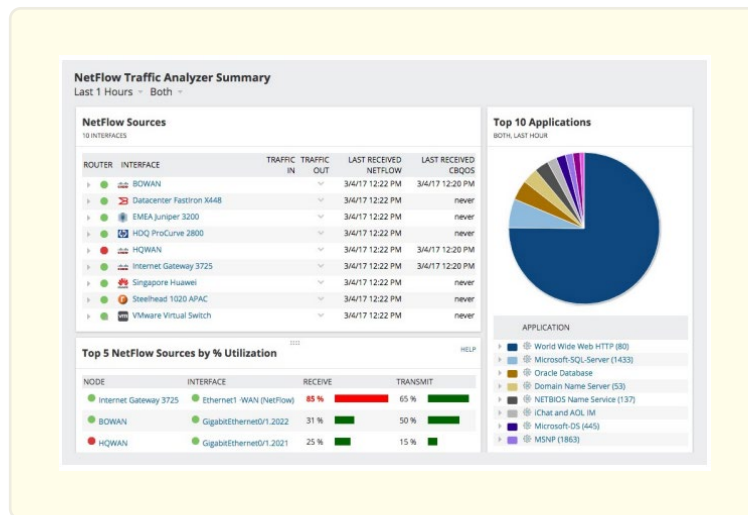 NetFlow Traffic Analyzer Summary
Last 1 Hours Both
NetFlow Sources
10 INTERFACES
ROUTER INTERFACE TRAFFIC IN TRAFFIC OUT LAST RECEIVED NETFLOW LAST RECEIVED CBQOS
BOWAN 3/4/17 12:22 PM 3/4/17 12:20 PM
Datacenter FastIron X448 3/4/17 12:22 PM never
EMEA Juniper 3200 3/4/17 12:22 PM never
HDQ ProCurve 2800 3/4/17 12:22 PM never
HQWAN 3/4/17 12:22 PM 3/4/17 12:20 PM
Internet Gateway 3725 3/4/17 12:22 PM 3/4/17 12:20 PM
Singapore Huawei 3/4/17 12:22 PM never
Steelhead 1020 APAC 3/4/17 12:22 PM never
vm VMware Virtual Switch 3/4/17 12:22 PM never
Top 5 NetFlow Sources by % Utilization HELP
NODE INTERFACE RECEIVE TRANSMIT
Internet Gateway 3725 Ethernet1 ·WAN (NetFlow) 85 % 65 %
BOWAN GigabitEthernet0/1.2022 31 % 50 %
HQWAN GigabitEthernet0/1.2021 25 % 15 %
Top 10 Applications
BOTH, LAST HOUR
APPLICATION
World Wide Web HTTP (80)
Microsoft-SQL-Server (1433)
Oracle Database
Domain Name Server (53)
NETBIOS Name Service (137)
iChat and AOL IM
Microsoft-DS (445)
MSNP (1863)